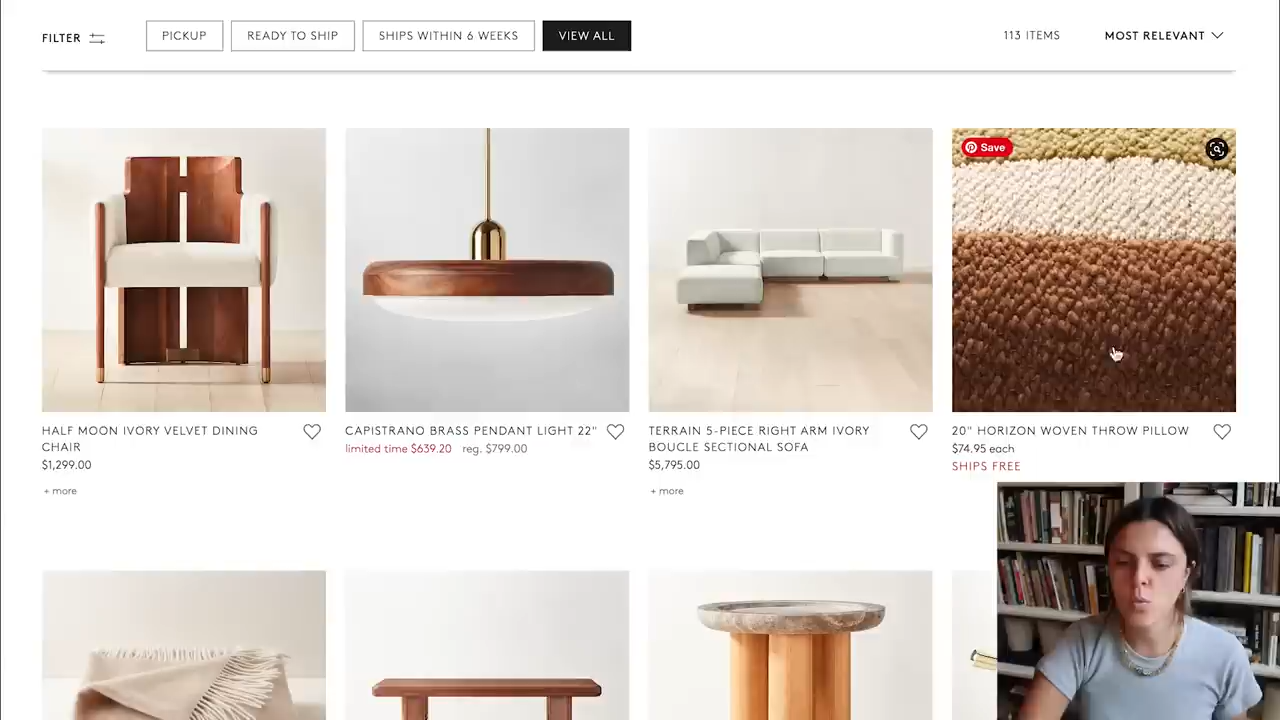 FILTER
PICKUP
READY TO SHIP
SHIPS WITHIN 6 WEEKS
VIEW ALL
113 ITEMS
MOST RELEVANT
Save
HALF MOON IVORY VELVET DINING
CHAIR
$1,299.00
+ more
CAPISTRANO BRASS PENDANT LIGHT 22"
limited time $639.20 reg. $799.00
TERRAIN 5-PIECE RIGHT ARM IVORY
BOUCLE SECTIONAL SOFA
$5,795.00
+ more
20" HORIZON WOVEN THROW PILLOW
$74.95 each
SHIPS FREE